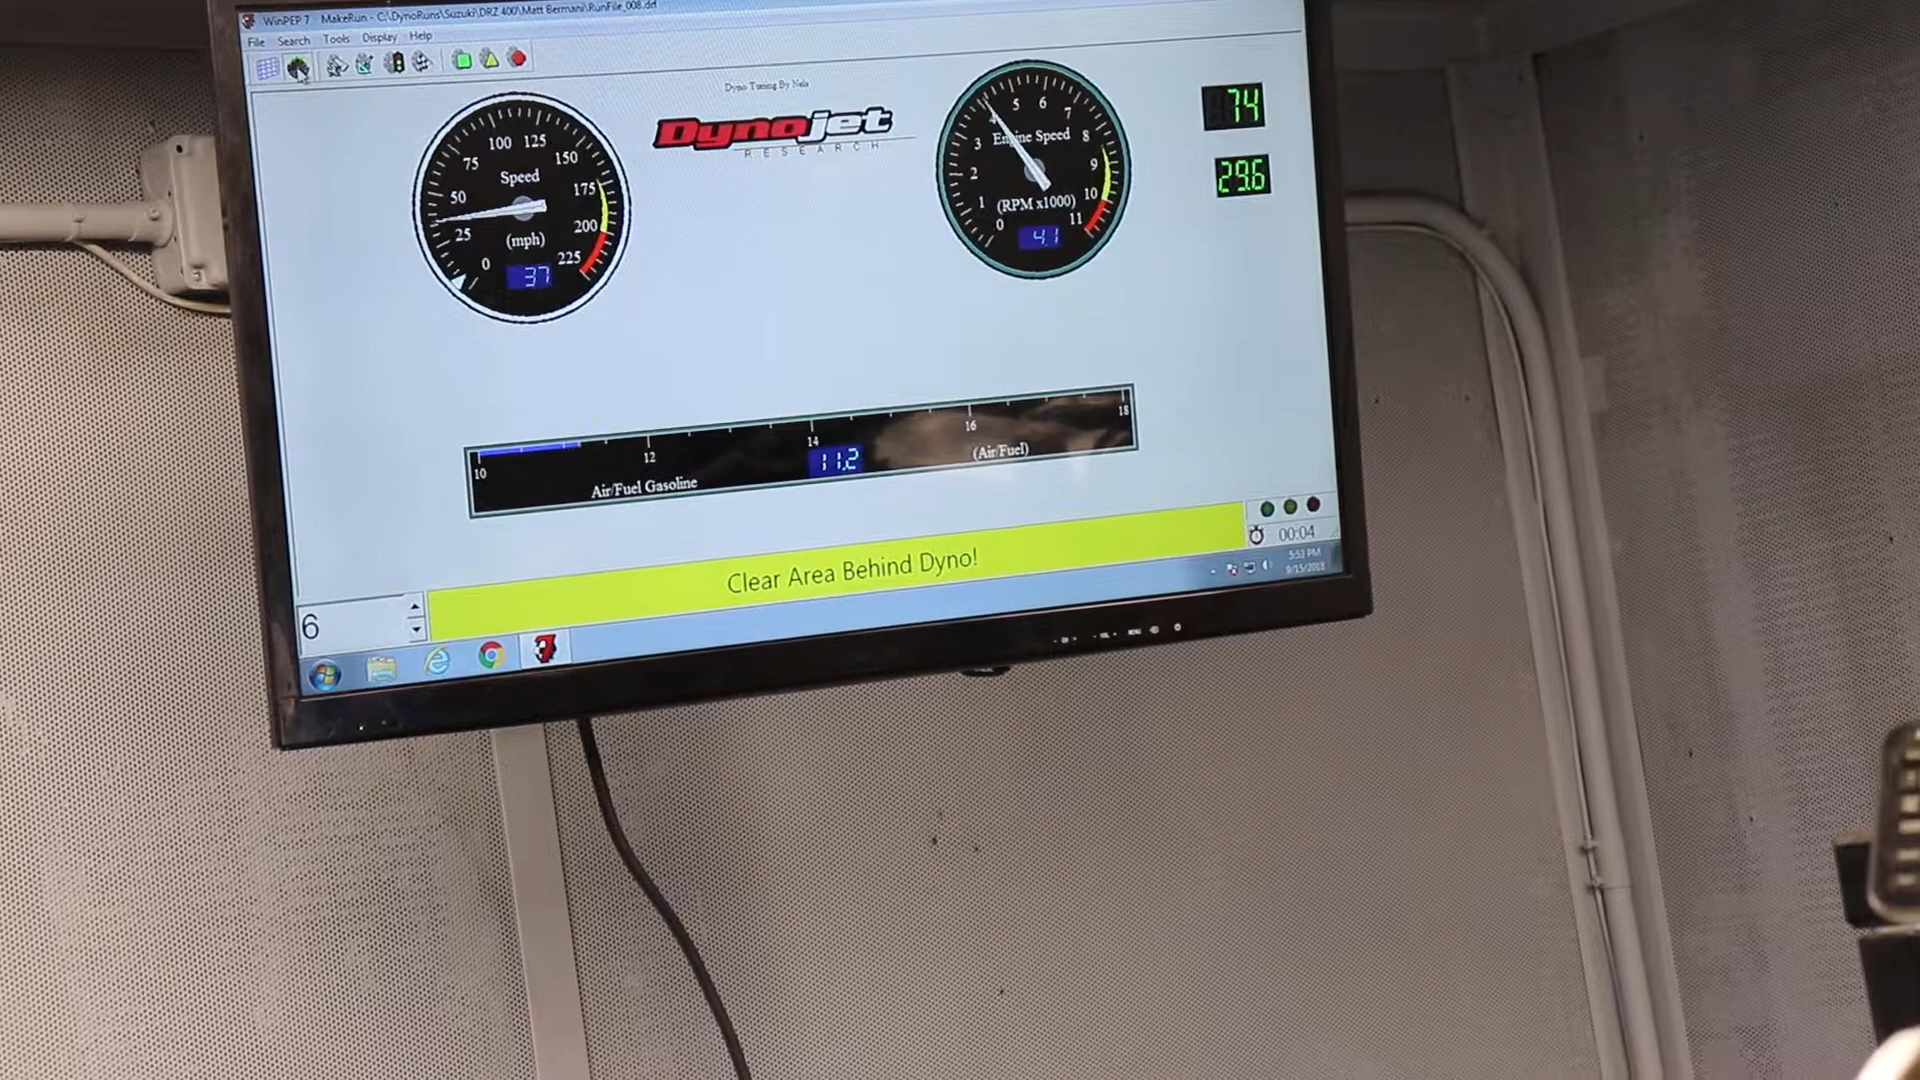 WinPEP 7 - MakeRun - C:\DynoRuns\Suzuki\DRZ 400\Matt Bermani\RunFile_008.drf
File Search Tools Display Help
Dyno Tuning By Nels
Dynojet
RESEARCH
0 25 50 75 100 125 150 175 200 225
Speed
(mph)
37
0 1 2 3 4 5 6 7 8 9 10 11
Engine Speed
(RPM x1000)
4.1
74
29.6
10 12 14 16 18
11.2
Air/Fuel Gasoline
(Air/Fuel)
Clear Area Behind Dyno!
00:04
5:53 PM
9/15/2018
6
MENU